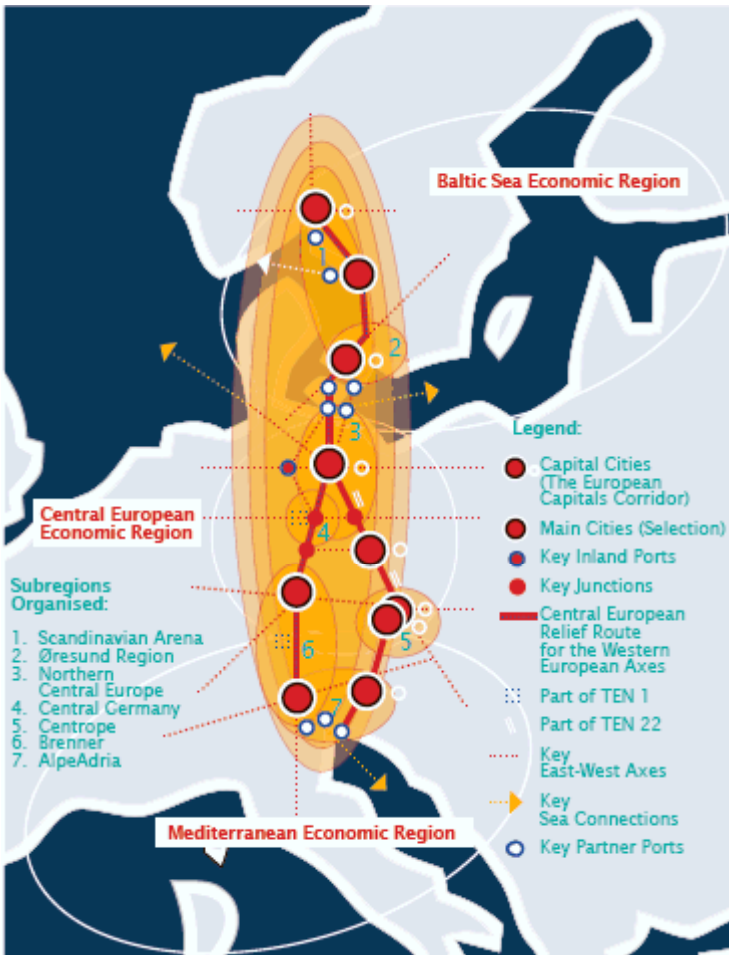 Baltic Sea Economic Region
1
2
3
Legend:
Capital Cities
(The European
Capitals Corridor)
Main Cities (Selection)
Key Inland Ports
Key Junctions
Central European
Relief Route
for the Western
European Axes
Part of TEN 1
Part of TEN 22
Key
East-West Axes
Key
Sea Connections
Key Partner Ports
Central European
Economic Region
4
5
6
7
Subregions
Organised:
1. Scandinavian Arena
2. Øresund Region
3. Northern
Central Europe
4. Central Germany
5. Centrope
6. Brenner
7. AlpeAdria
Mediterranean Economic Region